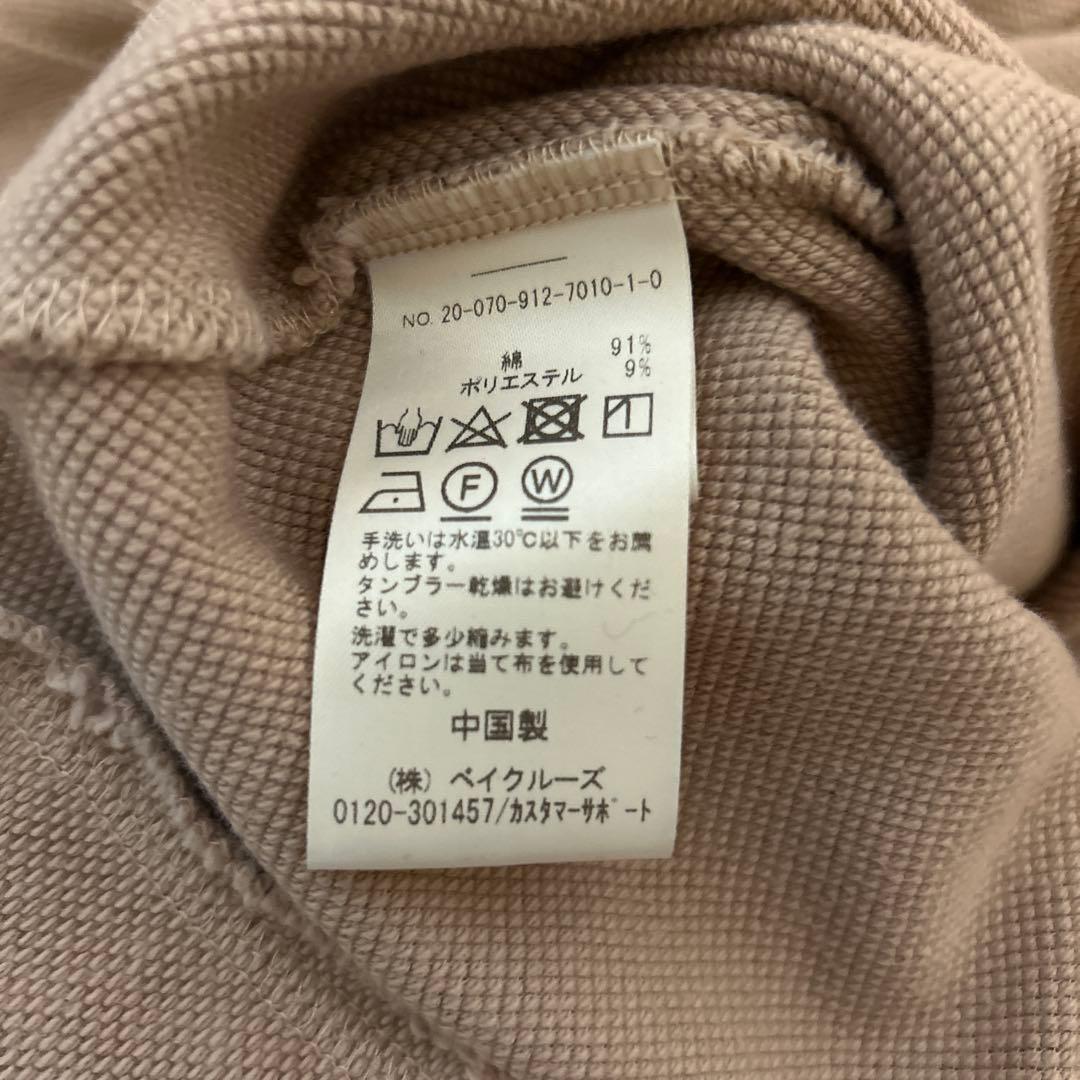 NO. 20-070-912-7010-1-0
綿 91%
ポリエステル 9%
F W
手洗いは水温30℃以下をお薦
めします。
タンブラー乾燥はお避けくだ
さい。
洗濯で多少縮みます。
アイロンは当て布を使用して
ください。
中国製
(株) ベイクルーズ
0120-301457/カスタマーサポート